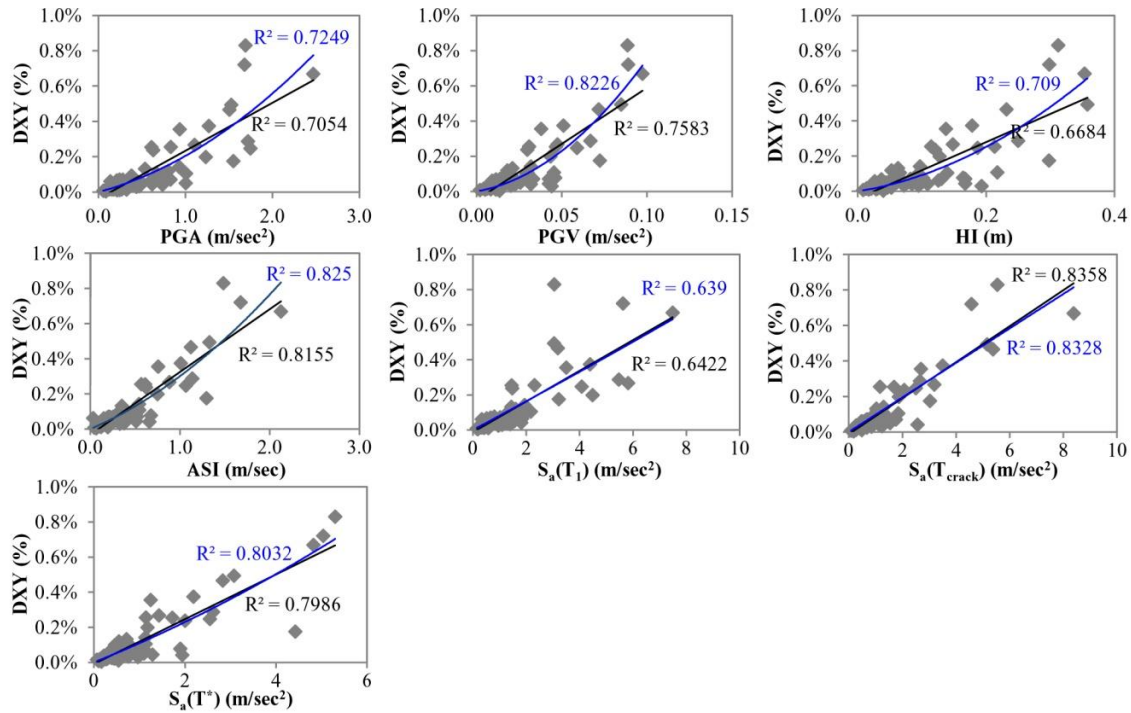 1.0%
0.8%
0.6%
0.4%
0.2%
0.0%
DXY (%)
R² = 0.7249
R² = 0.7054
0.0 1.0 2.0 3.0
PGA (m/sec²)
1.0%
0.8%
0.6%
0.4%
0.2%
0.0%
DXY (%)
R² = 0.8226
R² = 0.7583
0.00 0.05 0.10 0.15
PGV (m/sec²)
1.0%
0.8%
0.6%
0.4%
0.2%
0.0%
DXY (%)
R² = 0.709
R² = 0.6684
0.0 0.2 0.4
HI (m)
1.0%
0.8%
0.6%
0.4%
0.2%
0.0%
DXY (%)
R² = 0.825
R² = 0.8155
0.0 1.0 2.0 3.0
ASI (m/sec)
1.0%
0.8%
0.6%
0.4%
0.2%
0.0%
DXY (%)
R² = 0.639
R² = 0.6422
0 2 4 6 8 10
Sₐ(T₁) (m/sec²)
1.0%
0.8%
0.6%
0.4%
0.2%
0.0%
DXY (%)
R² = 0.8358
R² = 0.8328
0 2 4 6 8 10
Sₐ(T_crack) (m/sec²)
1.0%
0.8%
0.6%
0.4%
0.2%
0.0%
DXY (%)
R² = 0.8032
R² = 0.7986
0 2 4 6
Sₐ(T*) (m/sec²)